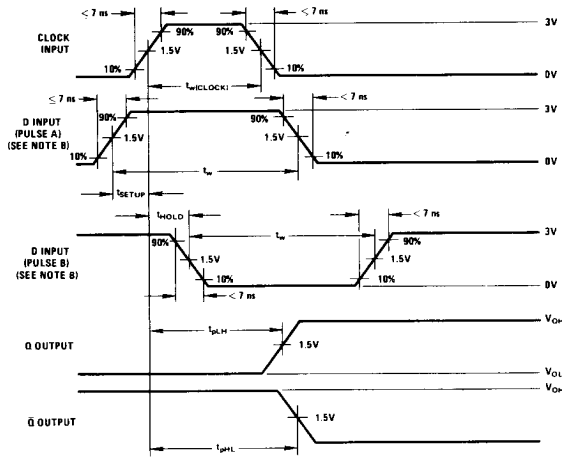 ≤ 7 ns
< 7 ns
3V
CLOCK
INPUT
90%
90%
1.5V
1.5V
10%
10%
0V
tw(CLOCK)
≤ 7 ns
< 7 ns
3V
D INPUT
(PULSE A)
(SEE NOTE B)
90%
90%
1.5V
1.5V
10%
10%
0V
tw
tSETUP
tHOLD
< 7 ns
3V
D INPUT
(PULSE B)
(SEE NOTE B)
90%
tw
90%
1.5V
1.5V
10%
10%
0V
< 7 ns
tpLH
VOH
Q OUTPUT
1.5V
VOL
VOH
Q̅ OUTPUT
1.5V
tpHL